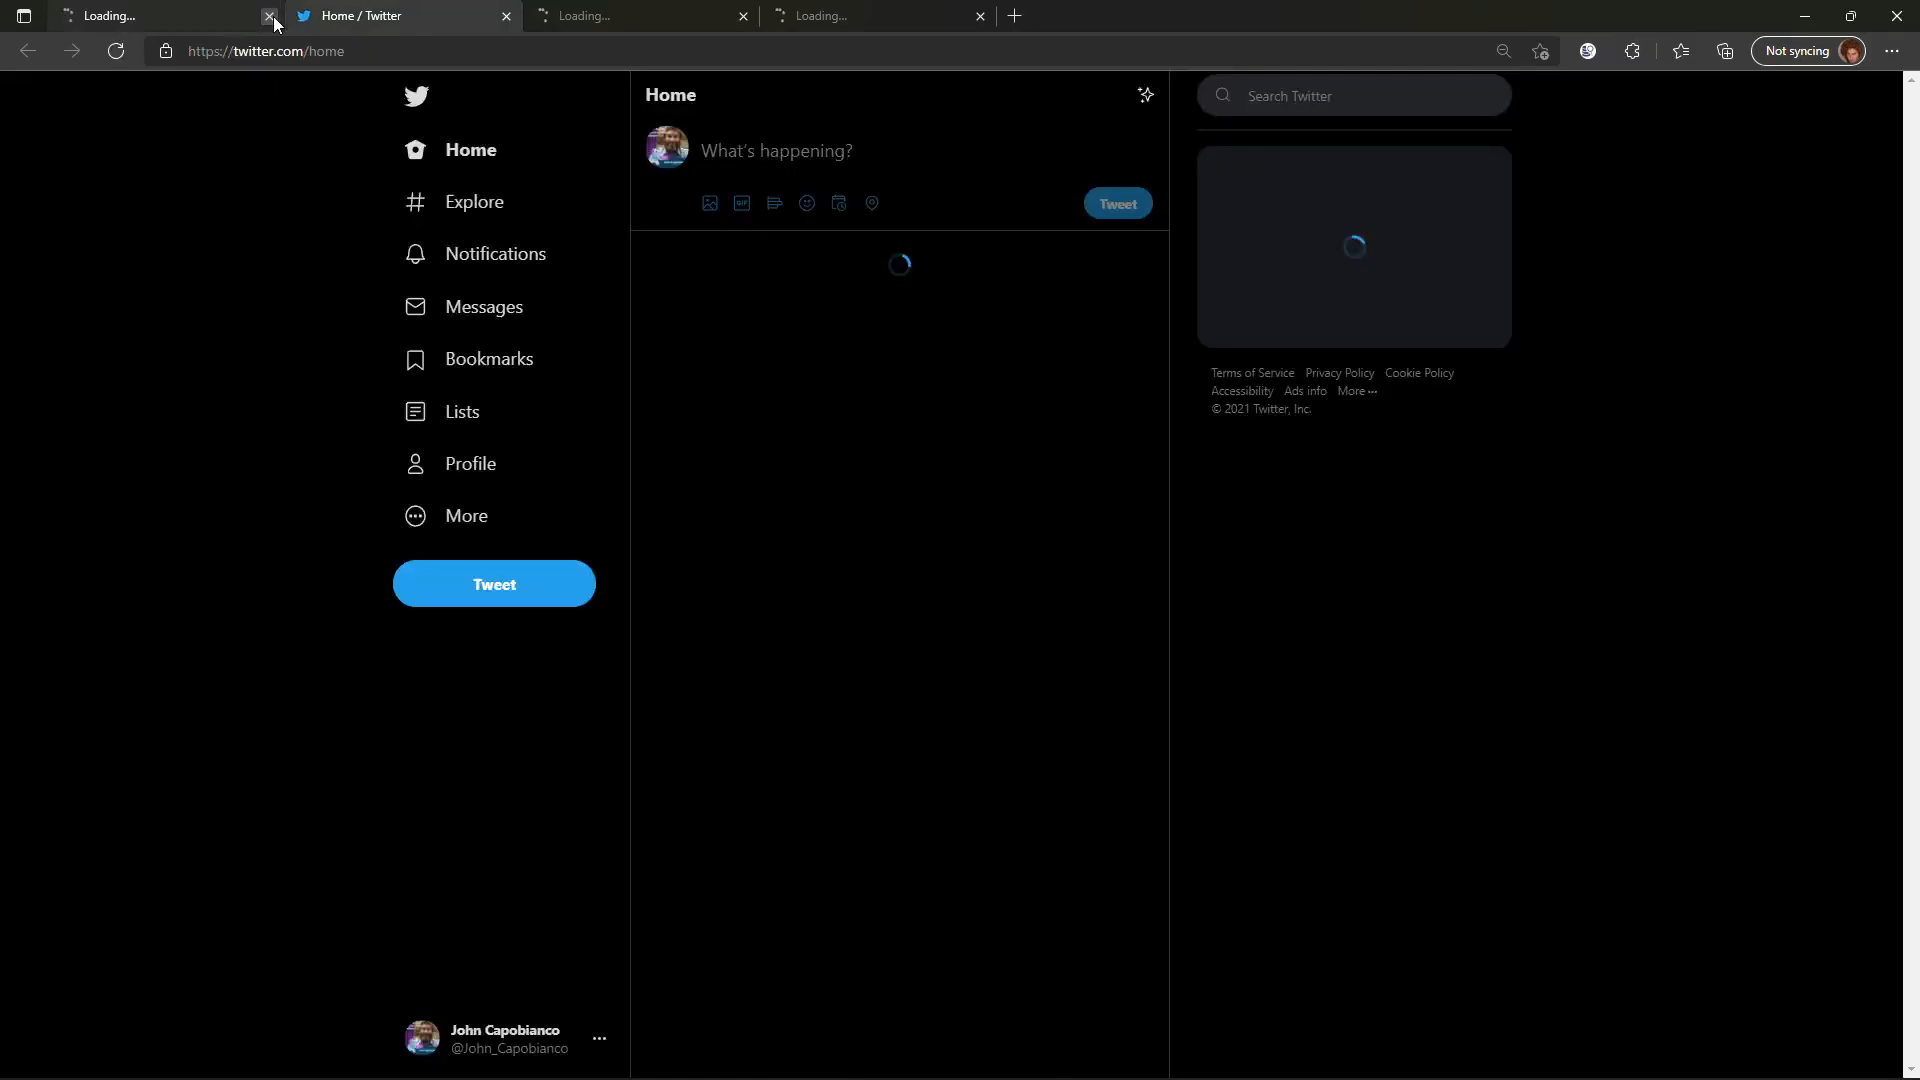 Loading...
Home / Twitter
Loading...
Loading...
https://twitter.com/home
Not syncing
Home
Explore
Notifications
Messages
Bookmarks
Lists
Profile
More
Tweet
John Capobianco
@John_Capobianco
Home
What's happening?
GIF
Tweet
Search Twitter
Terms of Service Privacy Policy Cookie Policy
Accessibility Ads info More ···
© 2021 Twitter, Inc.